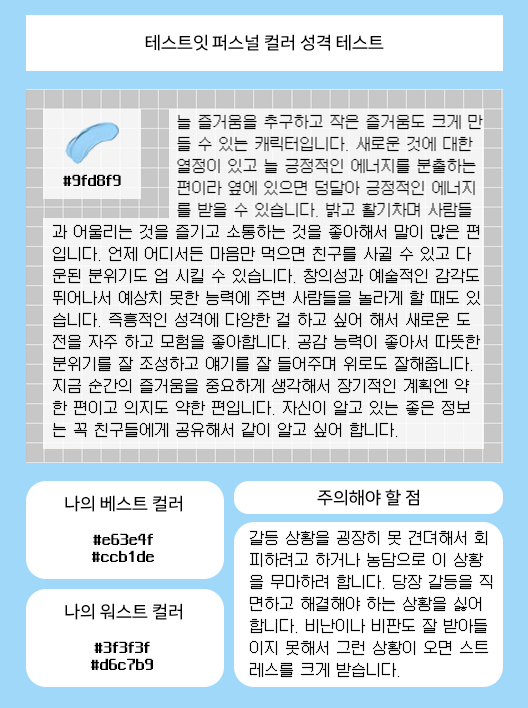 테스트잇 퍼스널 컬러 성격 테스트
#9fd8f9
늘 즐거움을 추구하고 작은 즐거움도 크게 만
들 수 있는 캐릭터입니다. 새로운 것에 대한
열정이 있고 늘 긍정적인 에너지를 분출하는
편이라 옆에 있으면 덩달아 긍정적인 에너지
를 받을 수 있습니다. 밝고 활기차며 사람들
과 어울리는 것을 즐기고 소통하는 것을 좋아해서 말이 많은 편
입니다. 언제 어디서든 마음만 먹으면 친구를 사귈 수 있고 다
운된 분위기도 업 시킬 수 있습니다. 창의성과 예술적인 감각도
뛰어나서 예상치 못한 능력에 주변 사람들을 놀라게 할 때도 있
습니다. 즉흥적인 성격에 다양한 걸 하고 싶어 해서 새로운 도
전을 자주 하고 모험을 좋아합니다. 공감 능력이 좋아서 따뜻한
분위기를 잘 조성하고 얘기를 잘 들어주며 위로도 잘해줍니다.
지금 순간의 즐거움을 중요하게 생각해서 장기적인 계획엔 약
한 편이고 의지도 약한 편입니다. 자신이 알고 있는 좋은 정보
는 꼭 친구들에게 공유해서 같이 알고 싶어 합니다.
나의 베스트 컬러
#e63e4f
#ccb1de
나의 워스트 컬러
#3f3f3f
#d6c7b9
주의해야 할 점
갈등 상황을 굉장히 못 견뎌해서 회
피하려고 하거나 농담으로 이 상황
을 무마하려 합니다. 당장 갈등을 직
면하고 해결해야 하는 상황을 싫어
합니다. 비난이나 비판도 잘 받아들
이지 못해서 그런 상황이 오면 스트
레스를 크게 받습니다.